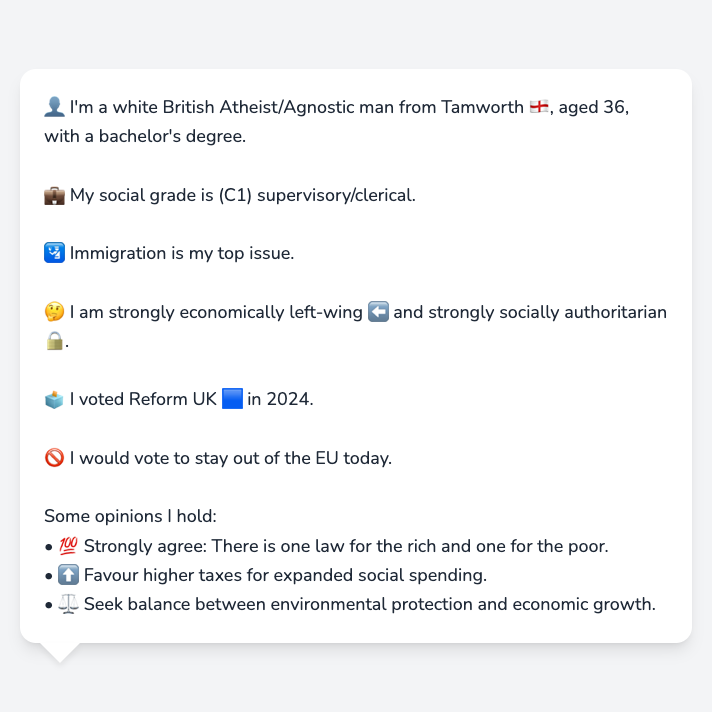 👤 I'm a white British Atheist/Agnostic man from Tamworth 🏴󠁧󠁢󠁥󠁮󠁧󠁿, aged 36,
with a bachelor's degree.
💼 My social grade is (C1) supervisory/clerical.
🛂 Immigration is my top issue.
🤔 I am strongly economically left-wing ⬅️ and strongly socially authoritarian
🔒.
🗳️ I voted Reform UK 🟦 in 2024.
🚫 I would vote to stay out of the EU today.
Some opinions I hold:
• 💯 Strongly agree: There is one law for the rich and one for the poor.
• ⬆️ Favour higher taxes for expanded social spending.
• ⚖️ Seek balance between environmental protection and economic growth.